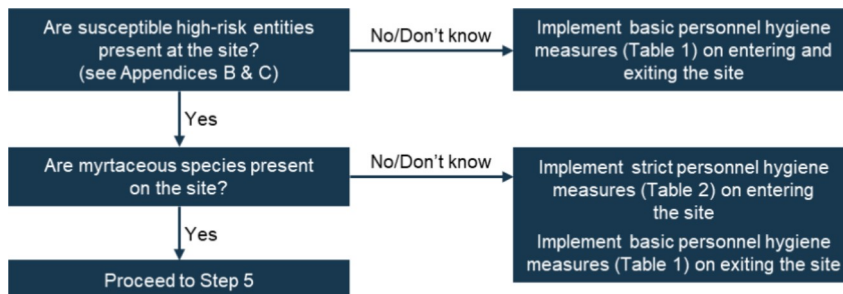 Are susceptible high-risk entities
present at the site?
(see Appendices B & C)
No/Don't know
Implement basic personnel hygiene
measures (Table 1) on entering and
exiting the site
Yes
Are myrtaceous species present
on the site?
No/Don't know
Implement strict personnel hygiene
measures (Table 2) on entering
the site
Implement basic personnel hygiene
measures (Table 1) on exiting the site
Yes
Proceed to Step 5